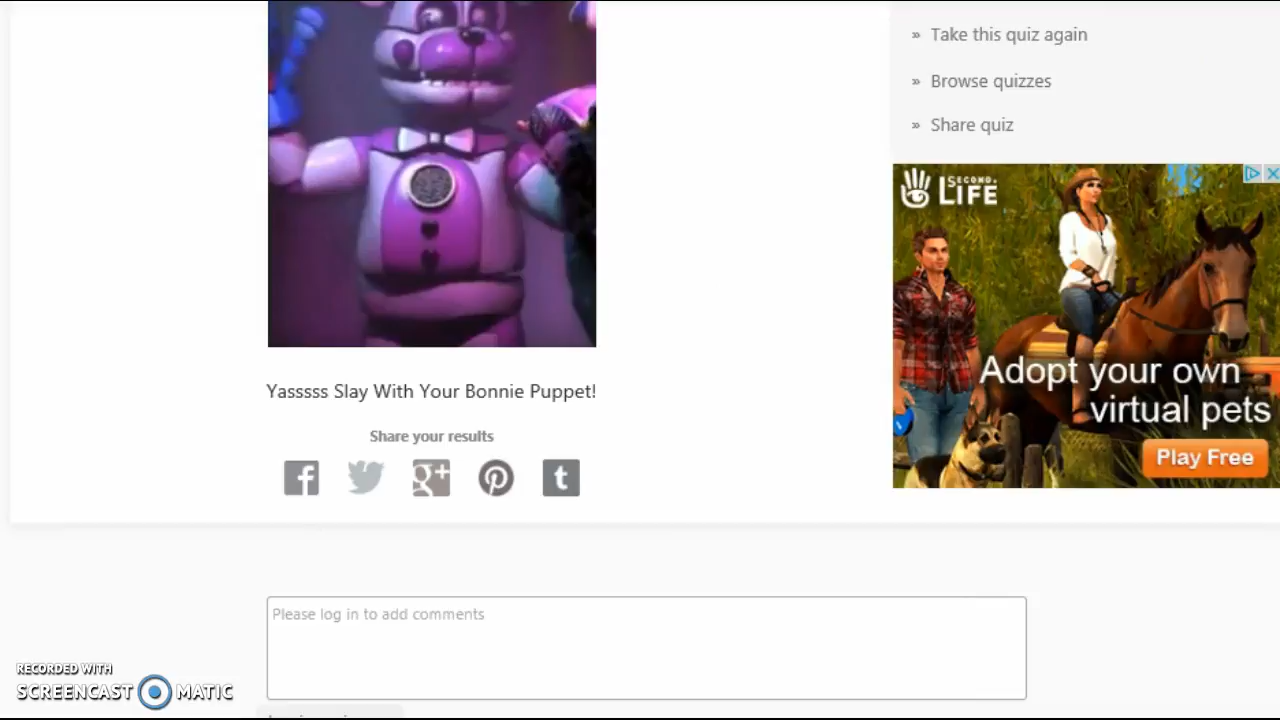 » Take this quiz again
» Browse quizzes
» Share quiz
SECOND
LIFE
Adopt your own
virtual pets
Play Free
Yasssss Slay With Your Bonnie Puppet!
Share your results
f
g+
t
Please log in to add comments
RECORDED WITH
SCREENCAST MATIC